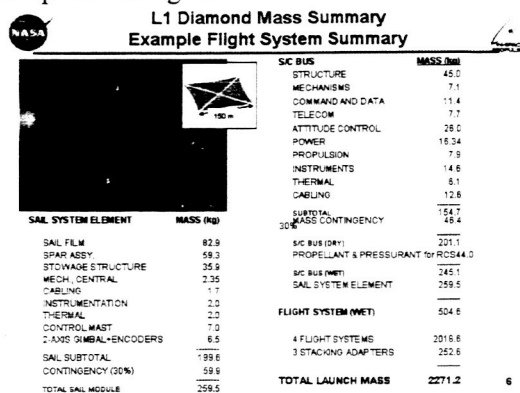 L1 Diamond Mass Summary
Example Flight System Summary
NASA
150 m
SAIL SYSTEM ELEMENT MASS (kg)
SAIL FILM 82.9
SPAR ASSY. 59.3
STOWAGE STRUCTURE 35.9
MECH., CENTRAL 2.35
CABLING 1.7
INSTRUMENTATION 2.0
THERMAL 2.0
CONTROL MAST 7.0
2-AXIS GIMBAL+ENCODERS 6.5
SAIL SUBTOTAL 199.6
CONTINGENCY (30%) 59.9
TOTAL SAIL MODULE 259.5
S/C BUS MASS (kg)
STRUCTURE 45.0
MECHANISMS 7.1
COMMAND AND DATA 11.4
TELECOM 7.7
ATTITUDE CONTROL 26.0
POWER 16.34
PROPULSION 7.9
INSTRUMENTS 14.6
THERMAL 6.1
CABLING 12.6
SUBTOTAL 154.7
30% MASS CONTINGENCY 46.4
S/C BUS (DRY) 201.1
PROPELLANT & PRESSURANT for RCS44.0
S/C BUS (WET) 245.1
SAIL SYSTEM ELEMENT 259.5
FLIGHT SYSTEM (WET) 504.6
4 FLIGHT SYSTEMS 2018.6
3 STACKING ADAPTERS 252.6
TOTAL LAUNCH MASS 2271.2
6